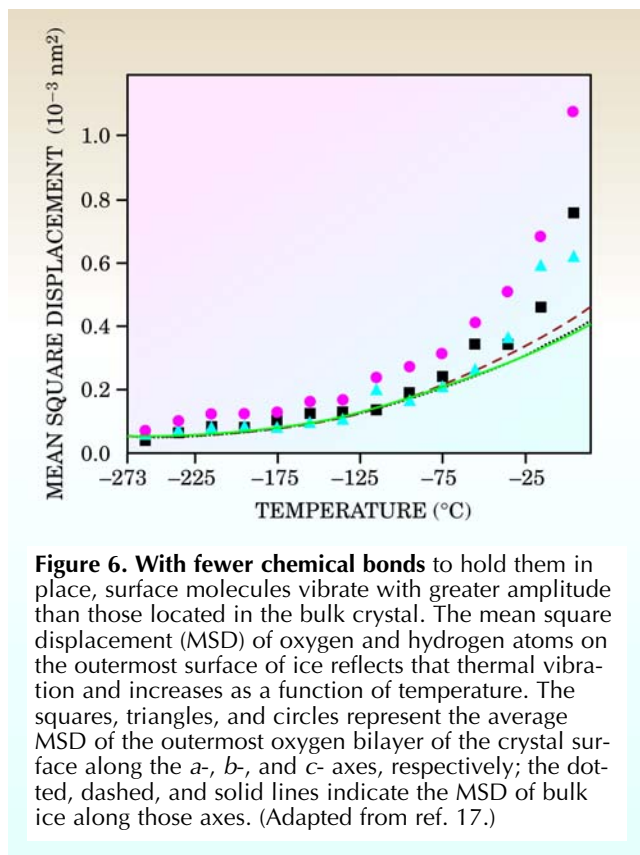 MEAN SQUARE DISPLACEMENT (10⁻³ nm²)
1.0
0.8
0.6
0.4
0.2
0.0
−273 −225 −175 −125 −75 −25
TEMPERATURE (°C)
Figure 6. With fewer chemical bonds to hold them in
place, surface molecules vibrate with greater amplitude
than those located in the bulk crystal. The mean square
displacement (MSD) of oxygen and hydrogen atoms on
the outermost surface of ice reflects that thermal vibra-
tion and increases as a function of temperature. The
squares, triangles, and circles represent the average
MSD of the outermost oxygen bilayer of the crystal sur-
face along the a-, b-, and c- axes, respectively; the dot-
ted, dashed, and solid lines indicate the MSD of bulk
ice along those axes. (Adapted from ref. 17.)